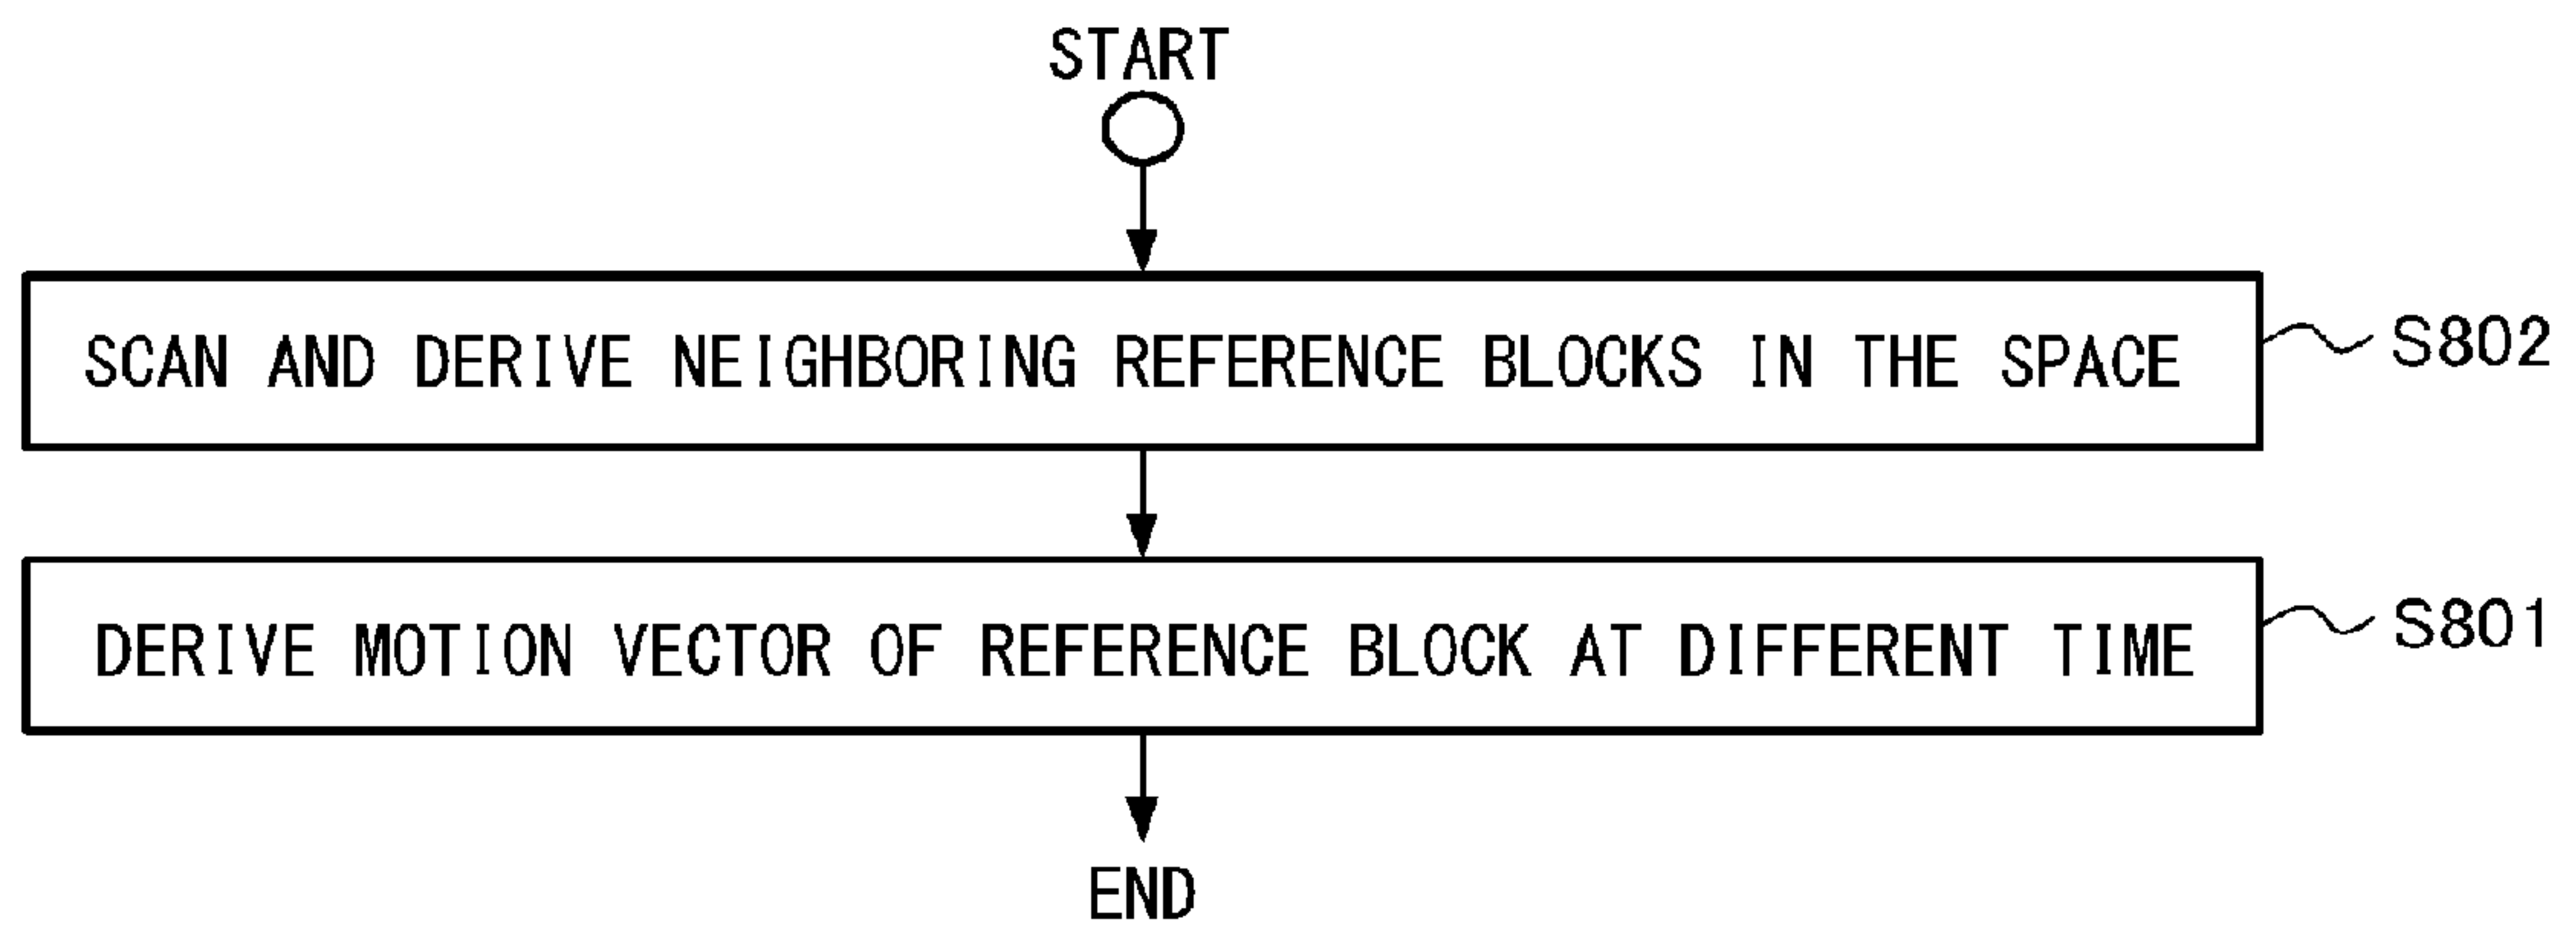 START
SCAN AND DERIVE NEIGHBORING REFERENCE BLOCKS IN THE SPACE
S802
DERIVE MOTION VECTOR OF REFERENCE BLOCK AT DIFFERENT TIME
S801
END